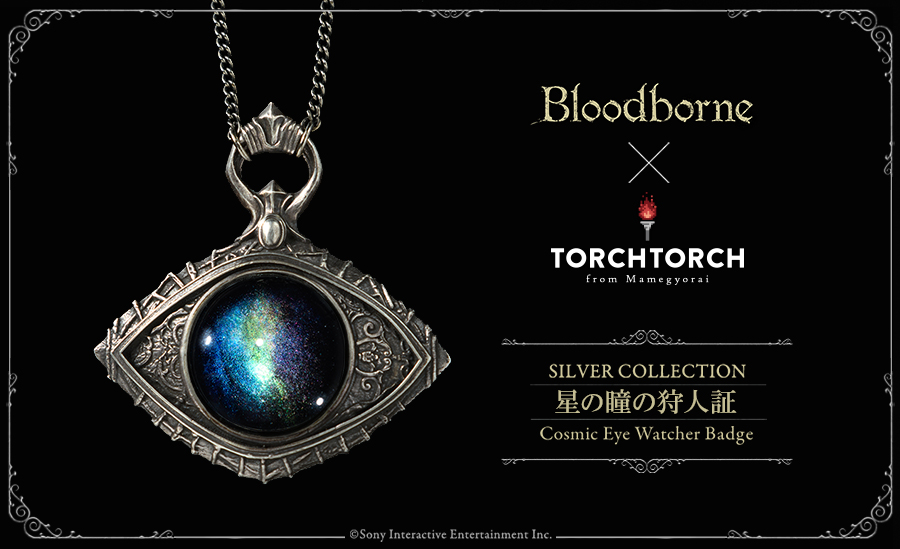 Bloodborne
×
TORCHTORCH
from Mamegyorai
SILVER COLLECTION
星の瞳の狩人証
Cosmic Eye Watcher Badge
©Sony Interactive Entertainment Inc.